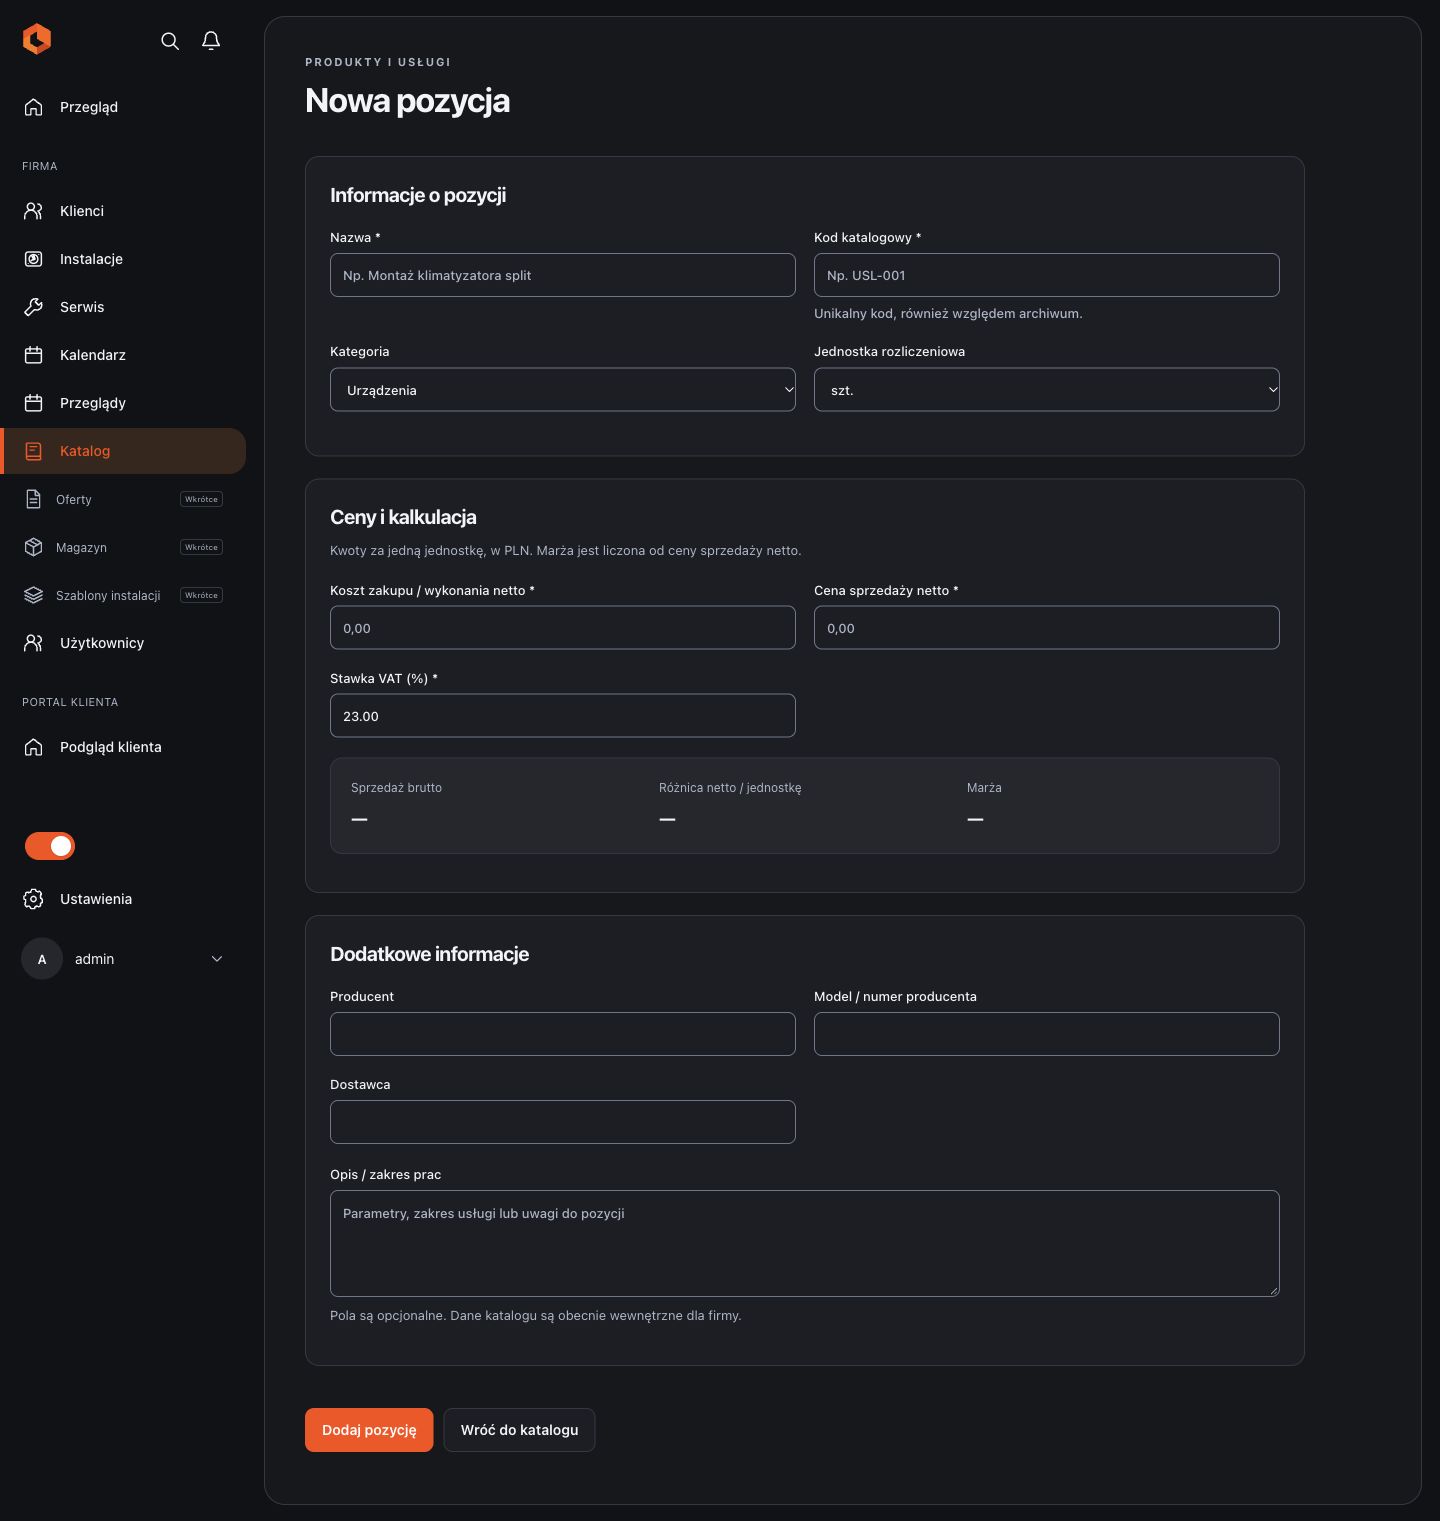 Przegląd
FIRMA
Klienci
Instalacje
Serwis
Kalendarz
Przeglądy
Katalog
Oferty Wkrótce
Magazyn Wkrótce
Szablony instalacji Wkrótce
Użytkownicy
PORTAL KLIENTA
Podgląd klienta
Ustawienia
A admin
PRODUKTY I USŁUGI
Nowa pozycja
Informacje o pozycji
Nazwa * Kod katalogowy *
Np. Montaż klimatyzatora split Np. USL-001
Unikalny kod, również względem archiwum.
Kategoria Jednostka rozliczeniowa
Urządzenia szt.
Ceny i kalkulacja
Kwoty za jedną jednostkę, w PLN. Marża jest liczona od ceny sprzedaży netto.
Koszt zakupu / wykonania netto * Cena sprzedaży netto *
0,00 0,00
Stawka VAT (%) *
23.00
Sprzedaż brutto Różnica netto / jednostkę Marża
— — —
Dodatkowe informacje
Producent Model / numer producenta
Dostawca
Opis / zakres prac
Parametry, zakres usługi lub uwagi do pozycji
Pola są opcjonalne. Dane katalogu są obecnie wewnętrzne dla firmy.
Dodaj pozycję Wróć do katalogu